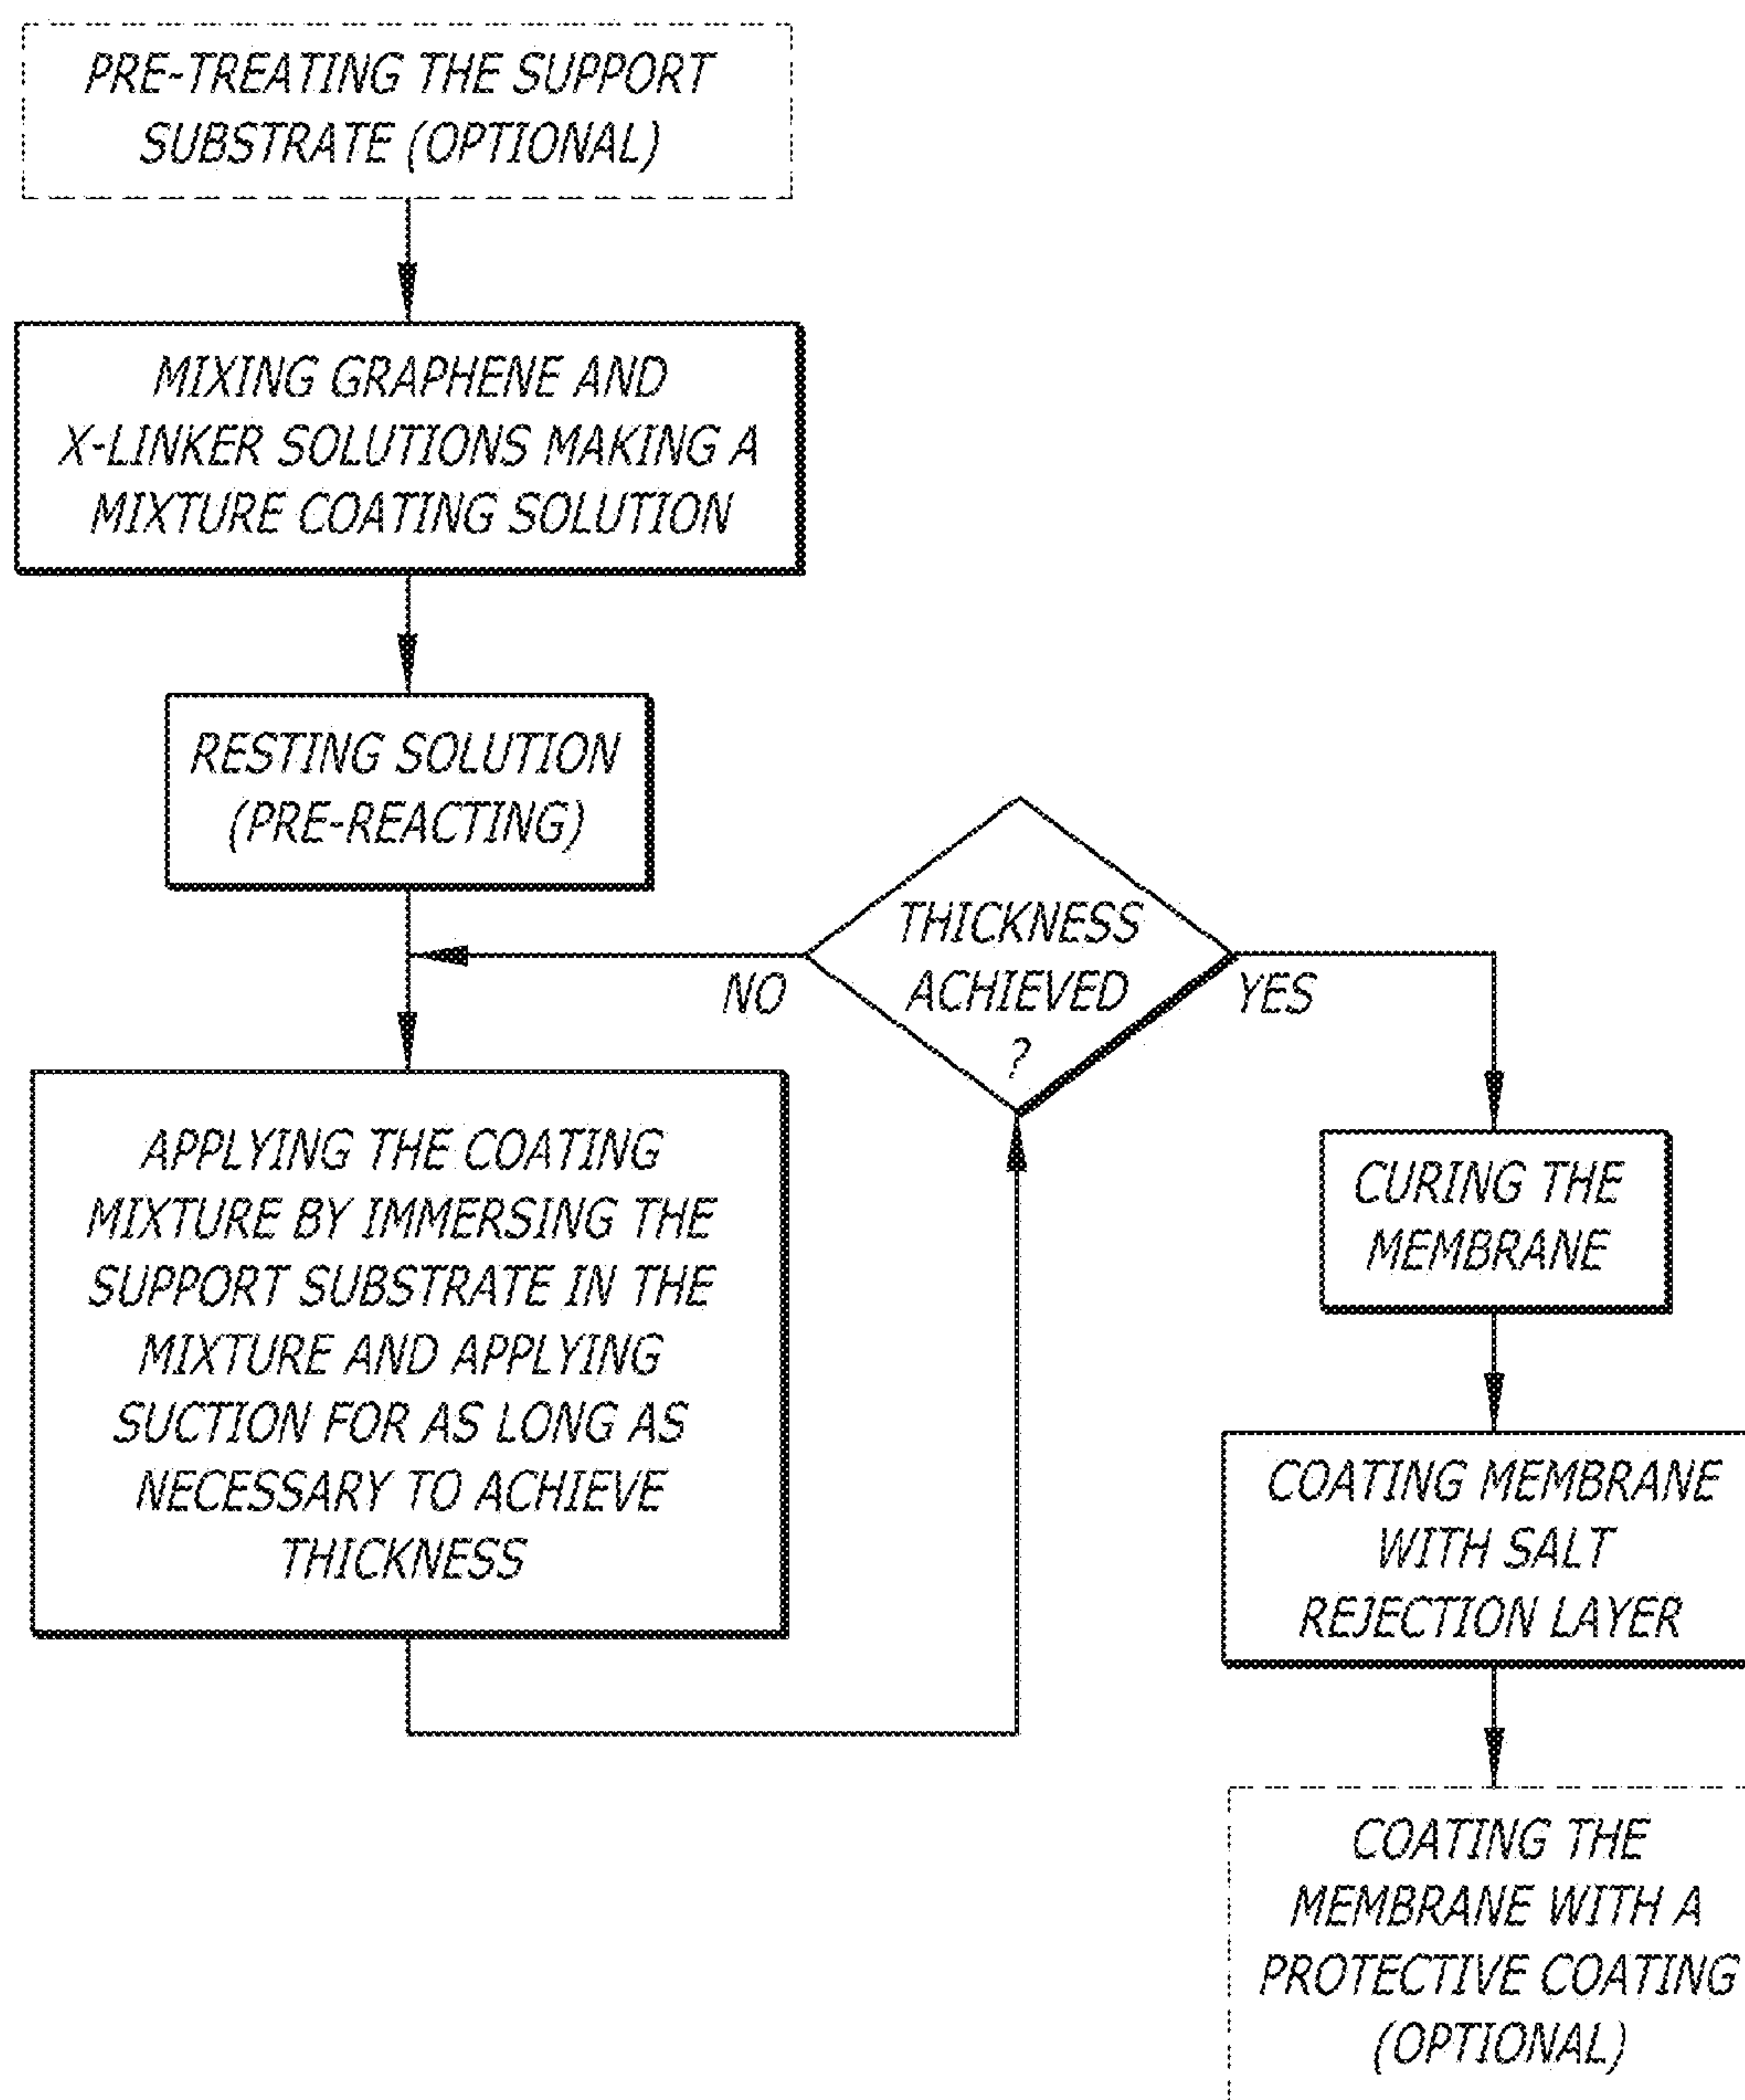 PRE-TREATING THE SUPPORT
SUBSTRATE (OPTIONAL)
MIXING GRAPHENE AND
X-LINKER SOLUTIONS MAKING A
MIXTURE COATING SOLUTION
RESTING SOLUTION
(PRE-REACTING)
THICKNESS
ACHIEVED
?
NO
YES
APPLYING THE COATING
MIXTURE BY IMMERSING THE
SUPPORT SUBSTRATE IN THE
MIXTURE AND APPLYING
SUCTION FOR AS LONG AS
NECESSARY TO ACHIEVE
THICKNESS
CURING THE
MEMBRANE
COATING MEMBRANE
WITH SALT
REJECTION LAYER
COATING THE
MEMBRANE WITH A
PROTECTIVE COATING
(OPTIONAL)